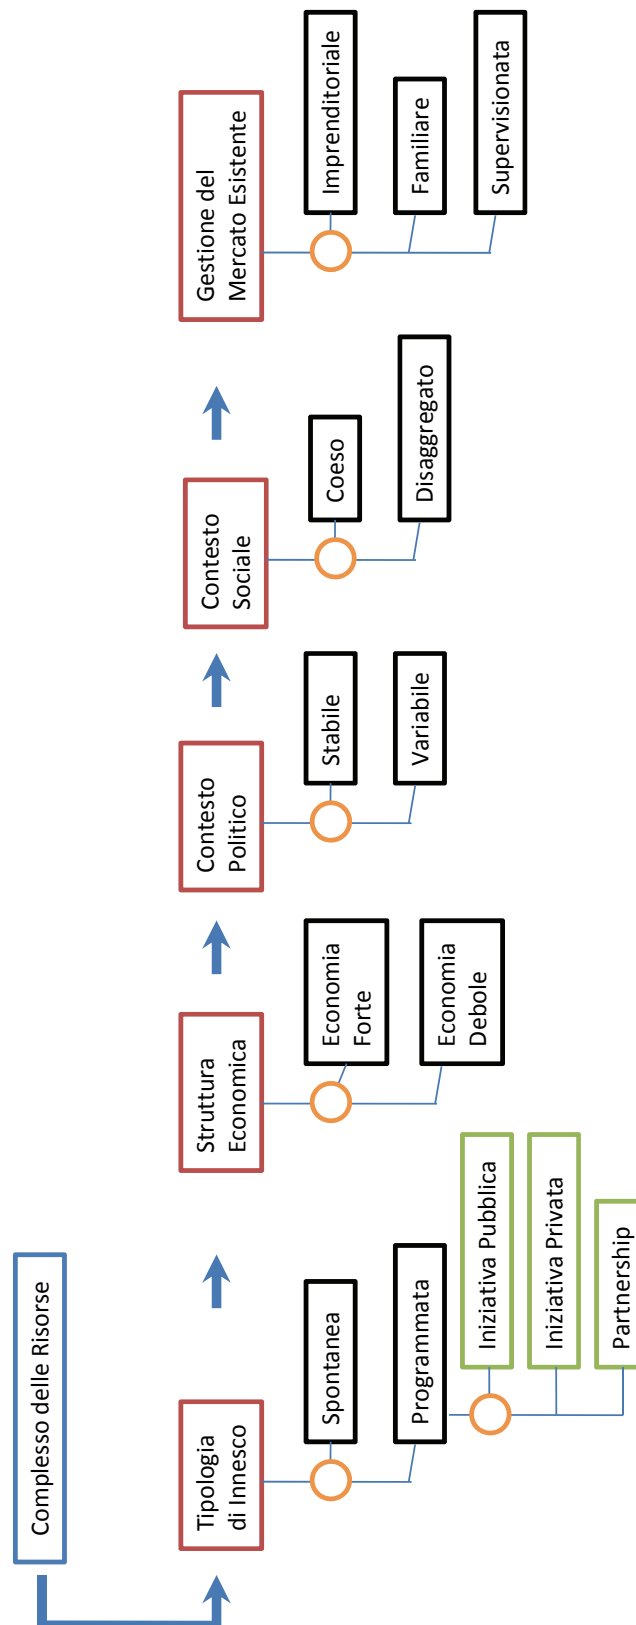 Complesso delle Risorse
Tipologia
di Innesco
Spontanea
Programmata
Iniziativa Pubblica
Iniziativa Privata
Partnership
Struttura
Economica
Economia
Forte
Economia
Debole
Contesto
Politico
Stabile
Variabile
Contesto
Sociale
Coeso
Disaggregato
Gestione del
Mercato Esistente
Imprenditoriale
Familiare
Supervisionata